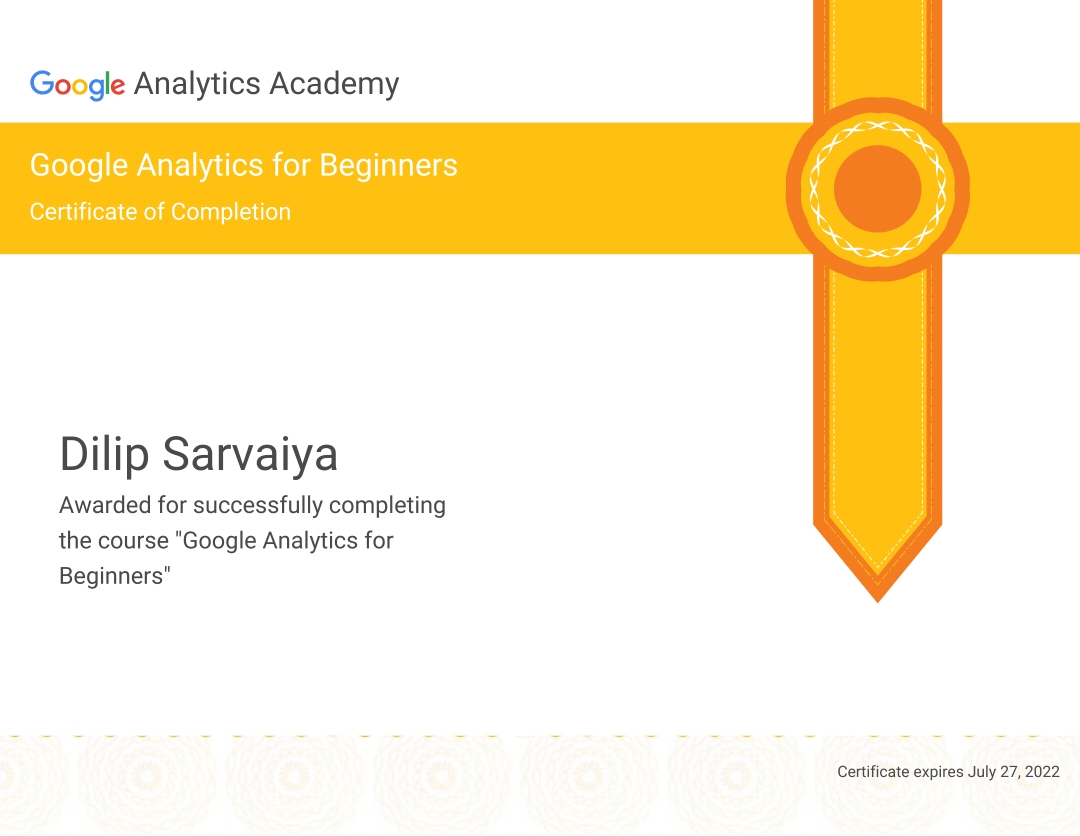 Google Analytics Academy
Google Analytics for Beginners
Certificate of Completion
Dilip Sarvaiya
Awarded for successfully completing
the course "Google Analytics for
Beginners"
Certificate expires July 27, 2022